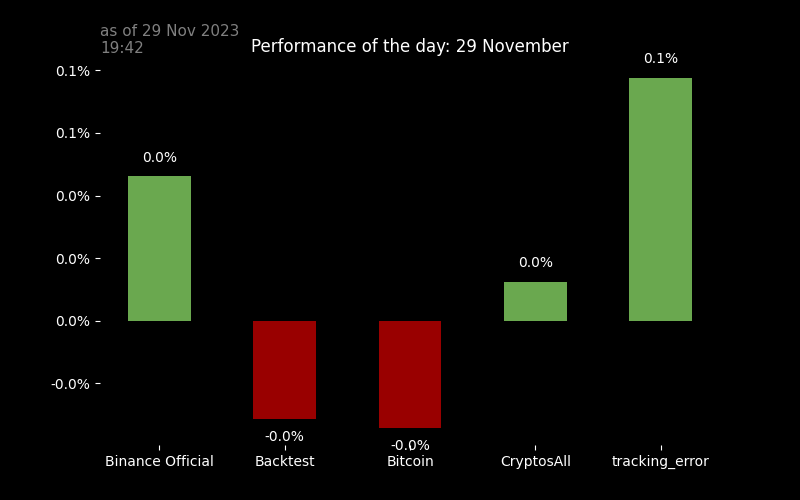 as of 29 Nov 2023
19:42
Performance of the day: 29 November
0.1%
0.1%
0.1%
0.0%
0.0%
0.0%
0.0%
0.0%
-0.0%
-0.0%
-0.0%
Binance Official
Backtest
Bitcoin
CryptosAll
tracking_error